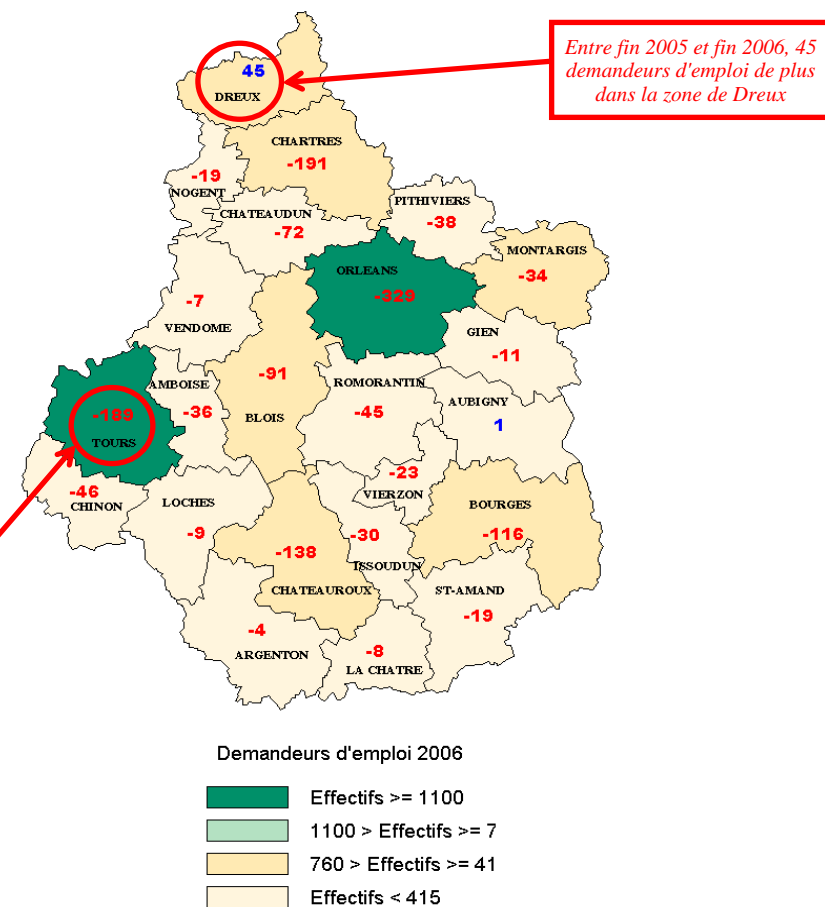 Entre fin 2005 et fin 2006, 45
demandeurs d'emploi de plus
dans la zone de Dreux
45
DREUX
CHARTRES
-191
-19
NOGENT
CHATEAUDUN
-72
PITHIVIERS
-38
MONTARGIS
-34
ORLEANS
-329
-7
VENDOME
GIEN
-11
AMBOISE
-36
-91
BLOIS
ROMORANTIN
-45
AUBIGNY
1
-189
TOURS
-46
CHINON
LOCHES
-9
-23
VIERZON
BOURGES
-116
-138
CHATEAUROUX
-30
ISSOUDUN
ST-AMAND
-19
-4
ARGENTON
-8
LA CHATRE
Demandeurs d'emploi 2006
Effectifs >= 1100
1100 > Effectifs >= 7
760 > Effectifs >= 41
Effectifs < 415